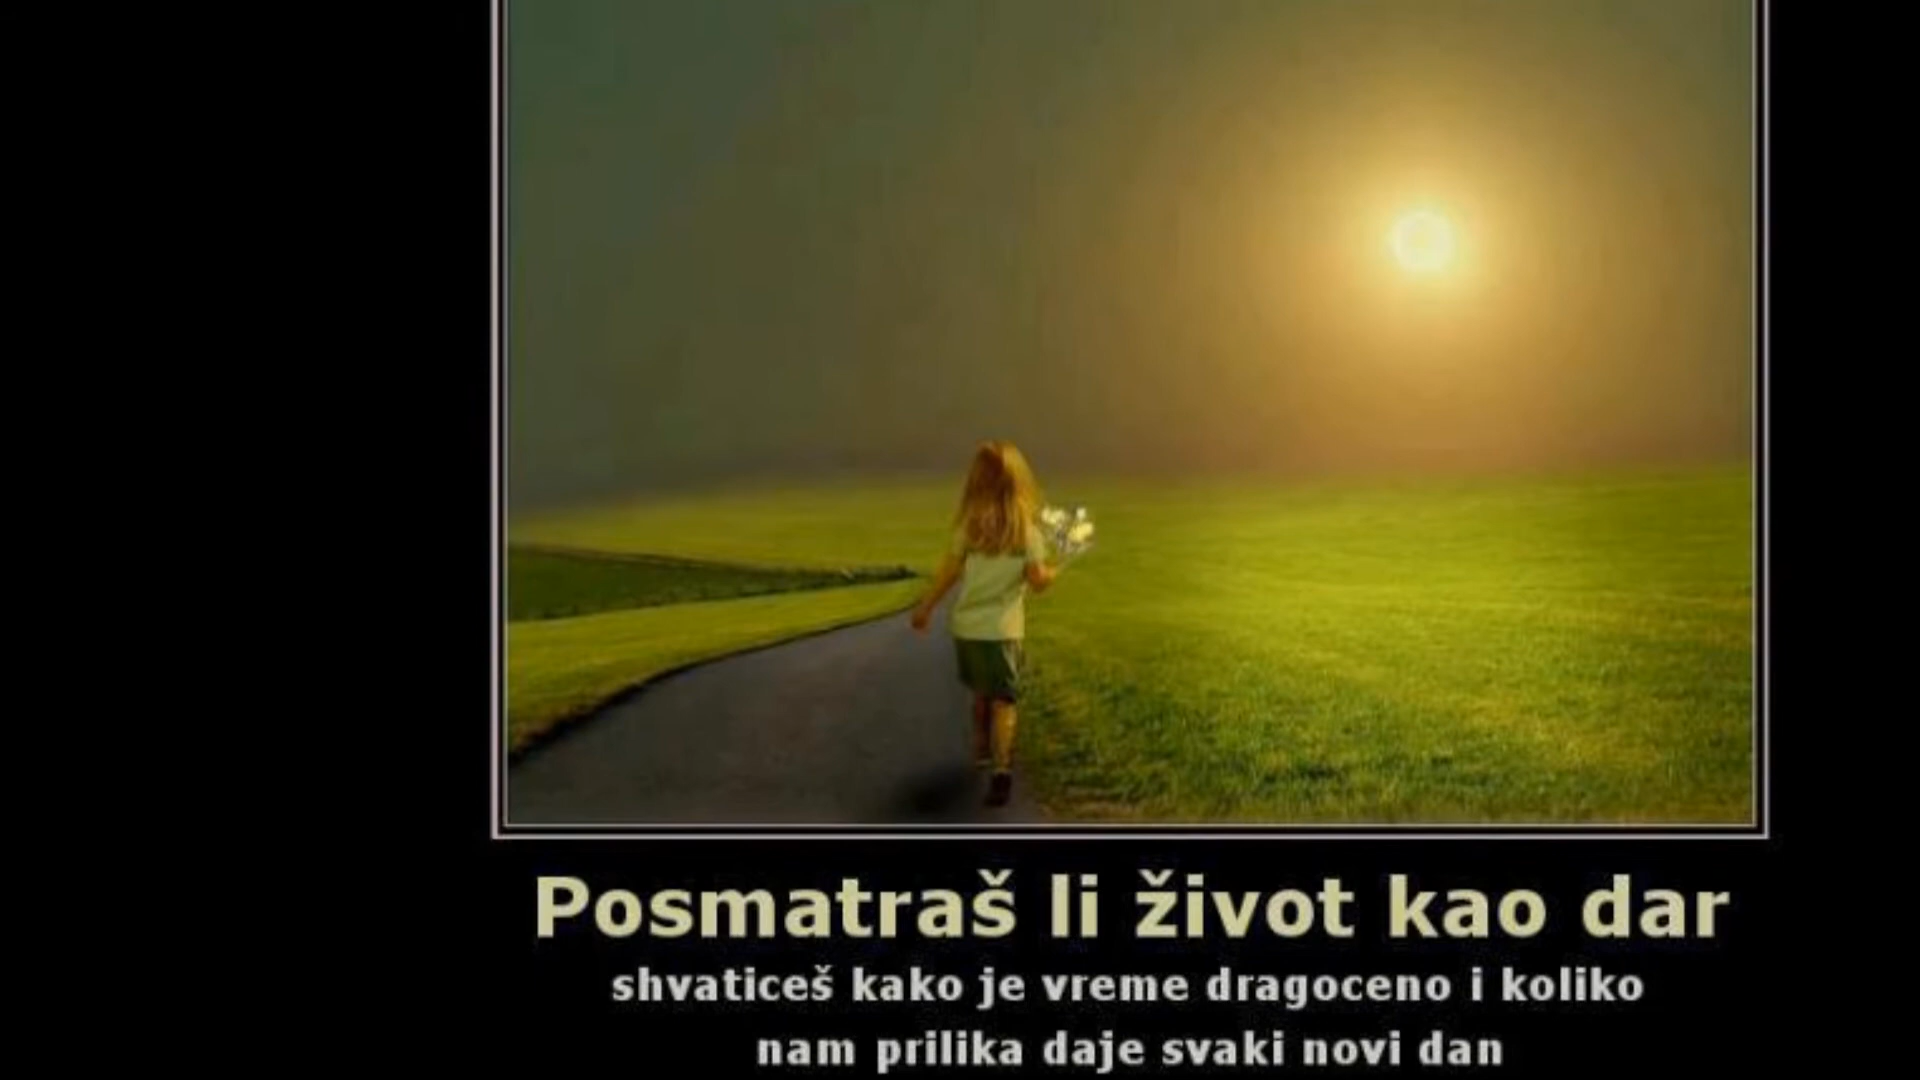 Posmatraš li život kao dar
shvaticeš kako je vreme dragoceno i koliko
nam prilika daje svaki novi dan